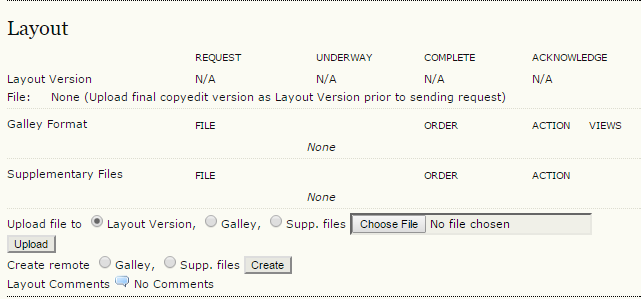 Layout
REQUEST UNDERWAY COMPLETE ACKNOWLEDGE
Layout Version N/A N/A N/A N/A
File: None (Upload final copyedit version as Layout Version prior to sending request)
Galley Format FILE ORDER ACTION VIEWS
None
Supplementary Files FILE ORDER ACTION
None
Upload file to Layout Version, Galley, Supp. files Choose File No file chosen
Upload
Create remote Galley, Supp. files Create
Layout Comments No Comments